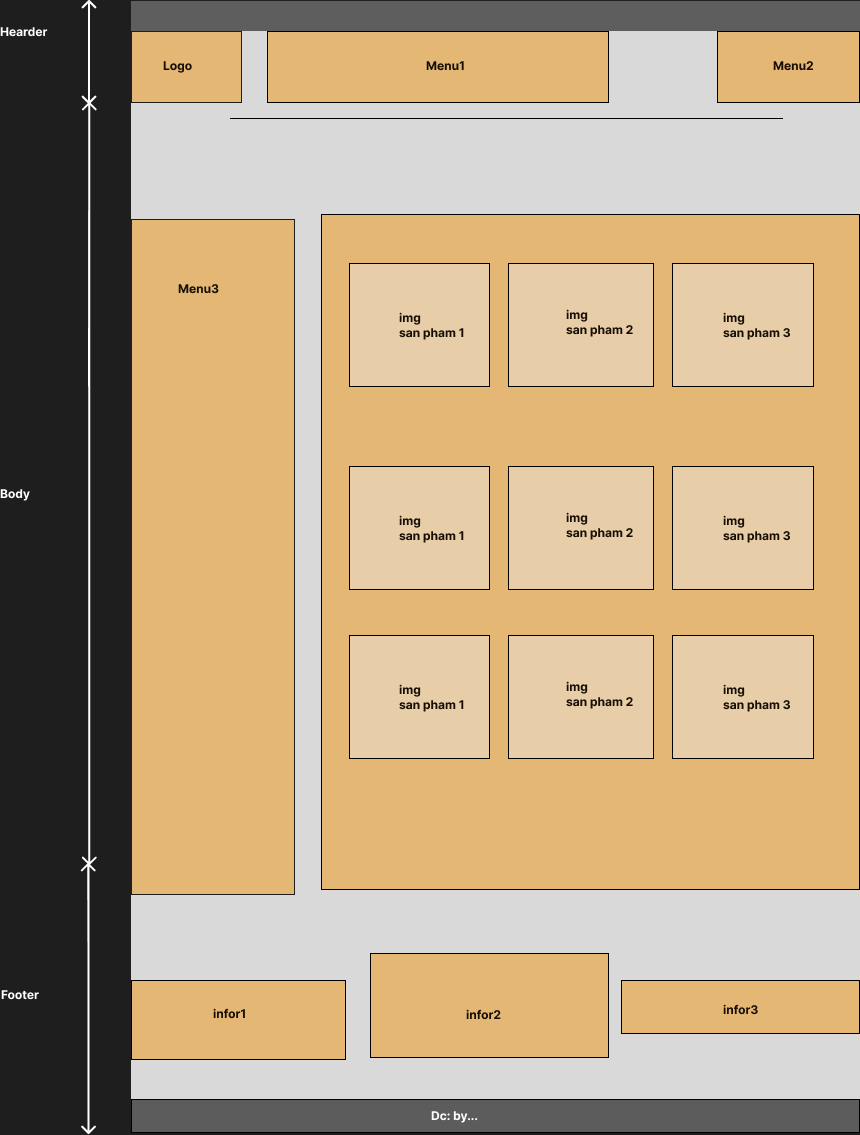 Hearder
Logo
Menu1
Menu2
Menu3
img
san pham 1
img
san pham 2
img
san pham 3
Body
img
san pham 1
img
san pham 2
img
san pham 3
img
san pham 1
img
san pham 2
img
san pham 3
Footer
infor1
infor2
infor3
Dc: by...